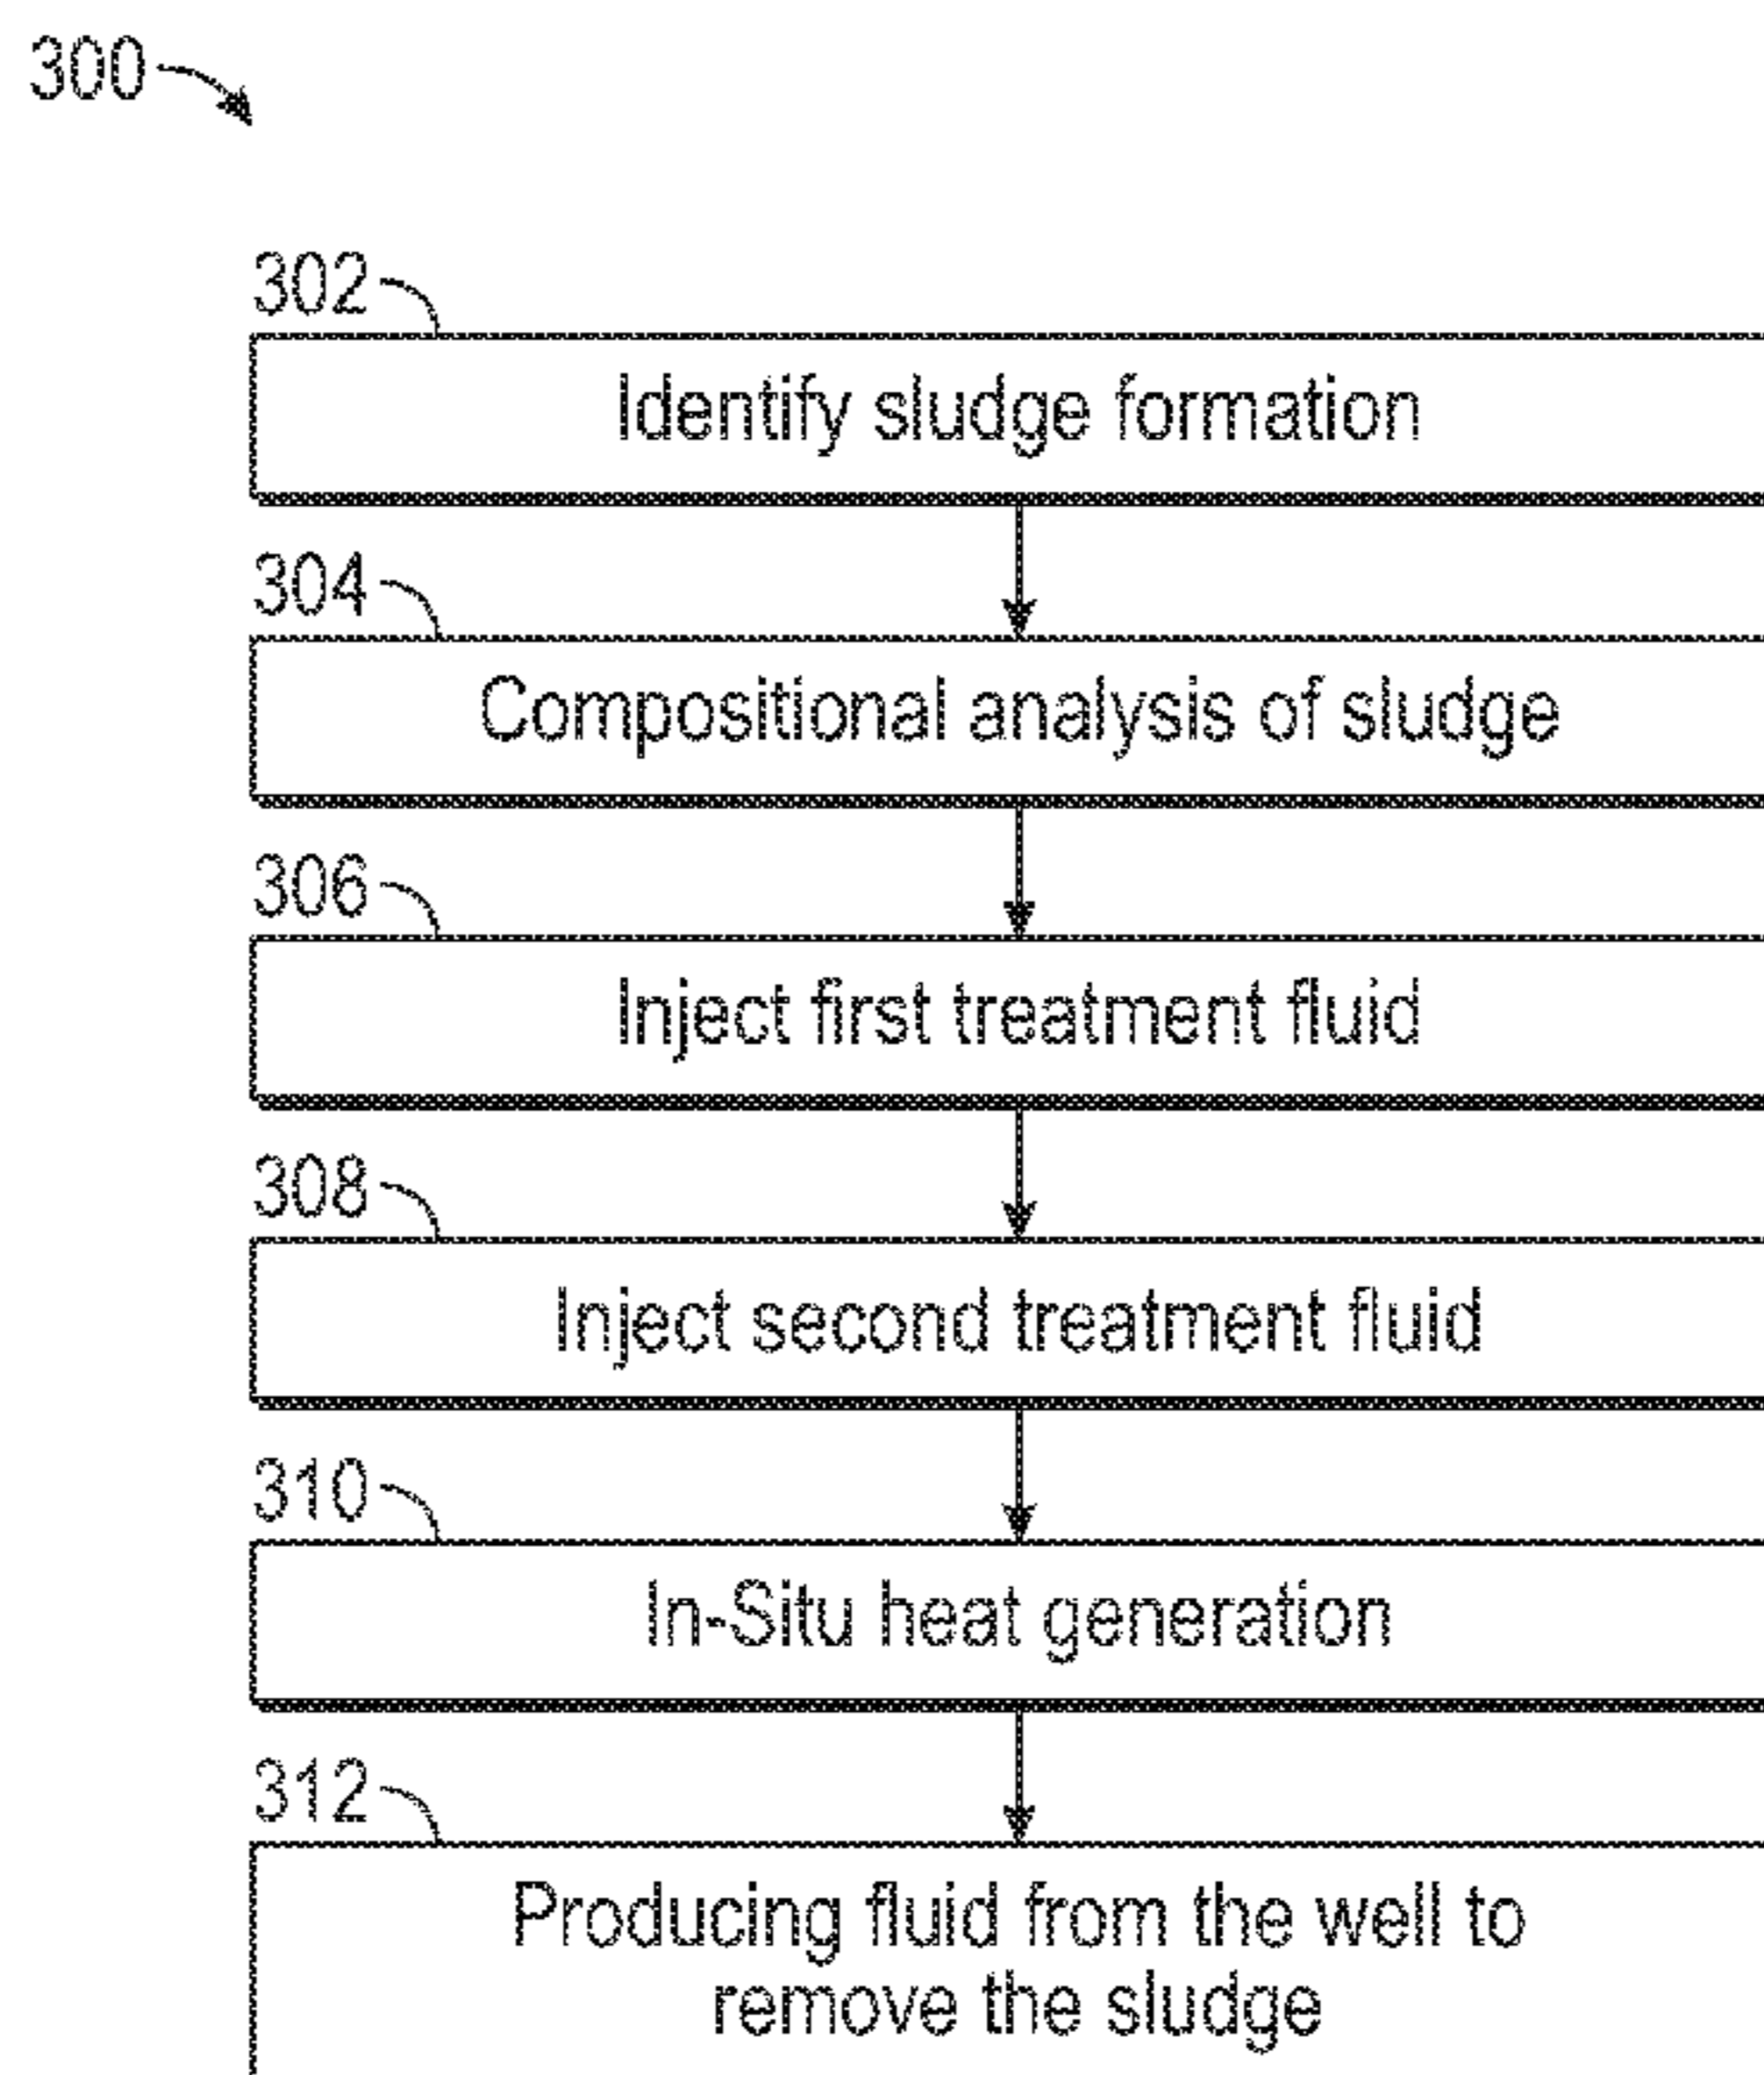 300
302
Identify sludge formation
304
Compositional analysis of sludge
306
Inject first treatment fluid
308
Inject second treatment fluid
310
In-Situ heat generation
312
Producing fluid from the well to
remove the sludge